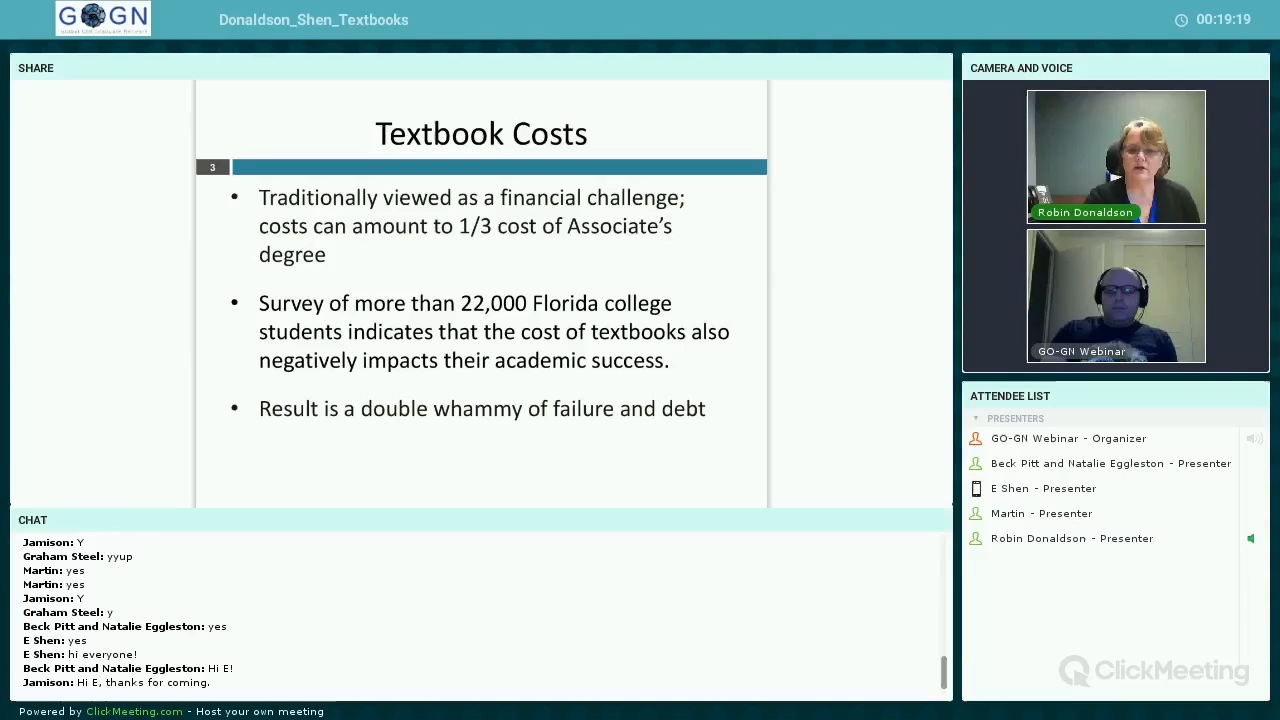 GOGN
Global OER Graduate Network
Donaldson_Shen_Textbooks
00:19:19
SHARE
Textbook Costs
3
• Traditionally viewed as a financial challenge;
costs can amount to 1/3 cost of Associate's
degree
• Survey of more than 22,000 Florida college
students indicates that the cost of textbooks also
negatively impacts their academic success.
• Result is a double whammy of failure and debt
CHAT
Jamison: Y
Graham Steel: yyup
Martin: yes
Martin: yes
Jamison: Y
Graham Steel: y
Beck Pitt and Natalie Eggleston: yes
E Shen: yes
E Shen: hi everyone!
Beck Pitt and Natalie Eggleston: Hi E!
Jamison: Hi E, thanks for coming.
CAMERA AND VOICE
Robin Donaldson
GO-GN Webinar
ATTENDEE LIST
PRESENTERS
GO-GN Webinar - Organizer
Beck Pitt and Natalie Eggleston - Presenter
E Shen - Presenter
Martin - Presenter
Robin Donaldson - Presenter
ClickMeeting
Powered by ClickMeeting.com - Host your own meeting